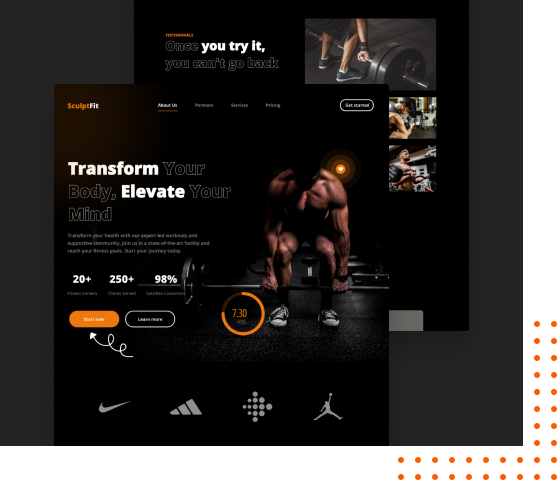 TESTIMONIALS
Once you try it,
you can't go back
SculptFit
About Us
Partners
Services
Pricing
Get started
Transform Your
Body, Elevate Your
Mind
Transform your health with our expert-led workouts and
supportive community. Join us in a state-of-the-art facility and
reach your fitness goals. Start your journey today
20+
250+
98%
Fitness Centers
Clients Served
Satisfied Customers
Start now
Learn more
7.30
HRS